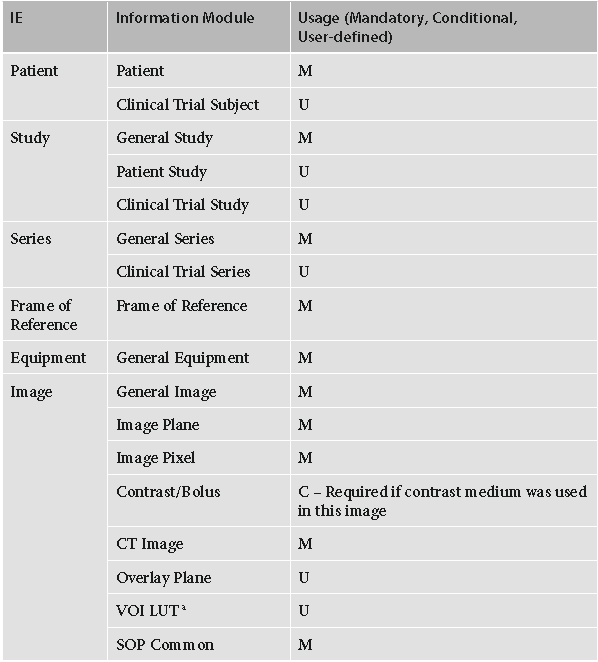 IE Information Module Usage (Mandatory, Conditional,
User-defined)
Patient Patient M
Clinical Trial Subject U
Study General Study M
Patient Study U
Clinical Trial Study U
Series General Series M
Clinical Trial Series U
Frame of Frame of Reference M
Reference
Equipment General Equipment M
Image General Image M
Image Plane M
Image Pixel M
Contrast/Bolus C – Required if contrast medium was used
in this image
CT Image M
Overlay Plane U
VOI LUT a U
SOP Common M